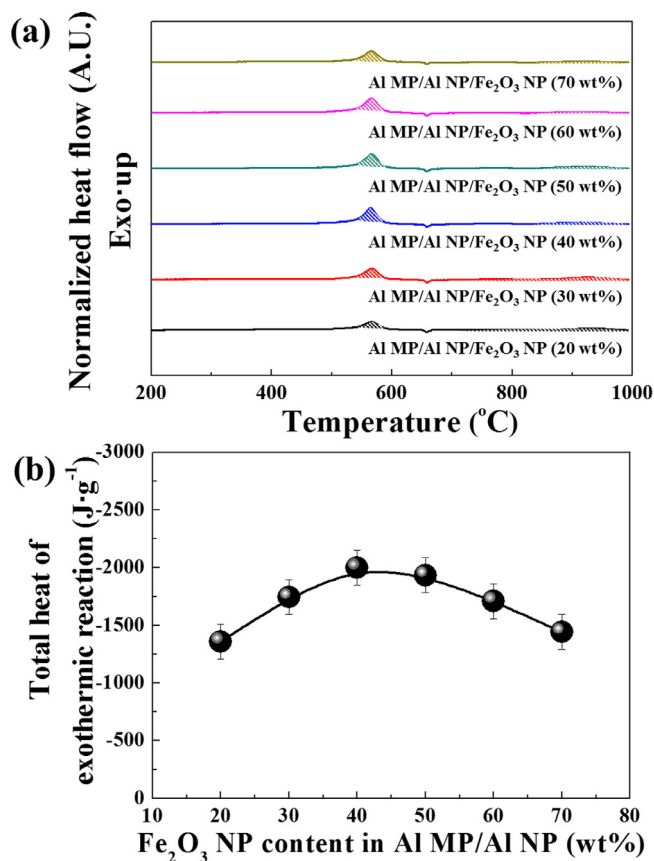 (a)
Normalized heat flow (A.U.)
Exo·up
Al MP/Al NP/Fe₂O₃ NP (70 wt%)
Al MP/Al NP/Fe₂O₃ NP (60 wt%)
Al MP/Al NP/Fe₂O₃ NP (50 wt%)
Al MP/Al NP/Fe₂O₃ NP (40 wt%)
Al MP/Al NP/Fe₂O₃ NP (30 wt%)
Al MP/Al NP/Fe₂O₃ NP (20 wt%)
200 400 600 800 1000
Temperature (°C)
(b)
Total heat of
exothermic reaction (J·g⁻¹)
-3000
-2500
-2000
-1500
-1000
-500
0
10 20 30 40 50 60 70 80
Fe₂O₃ NP content in Al MP/Al NP (wt%)